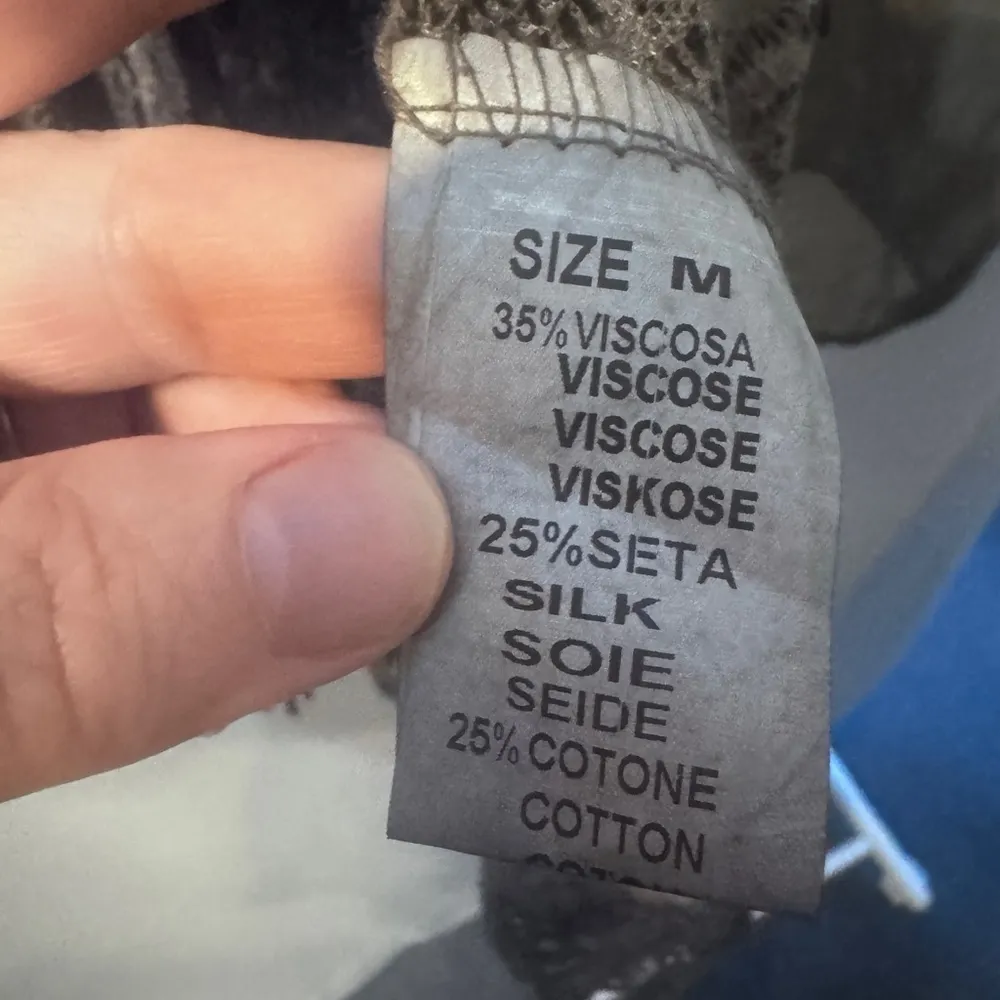 SIZE M
35% VISCOSA
VISCOSE
VISCOSE
VISKOSE
25% SETA
SILK
SOIE
SEIDE
25% COTONE
COTTON